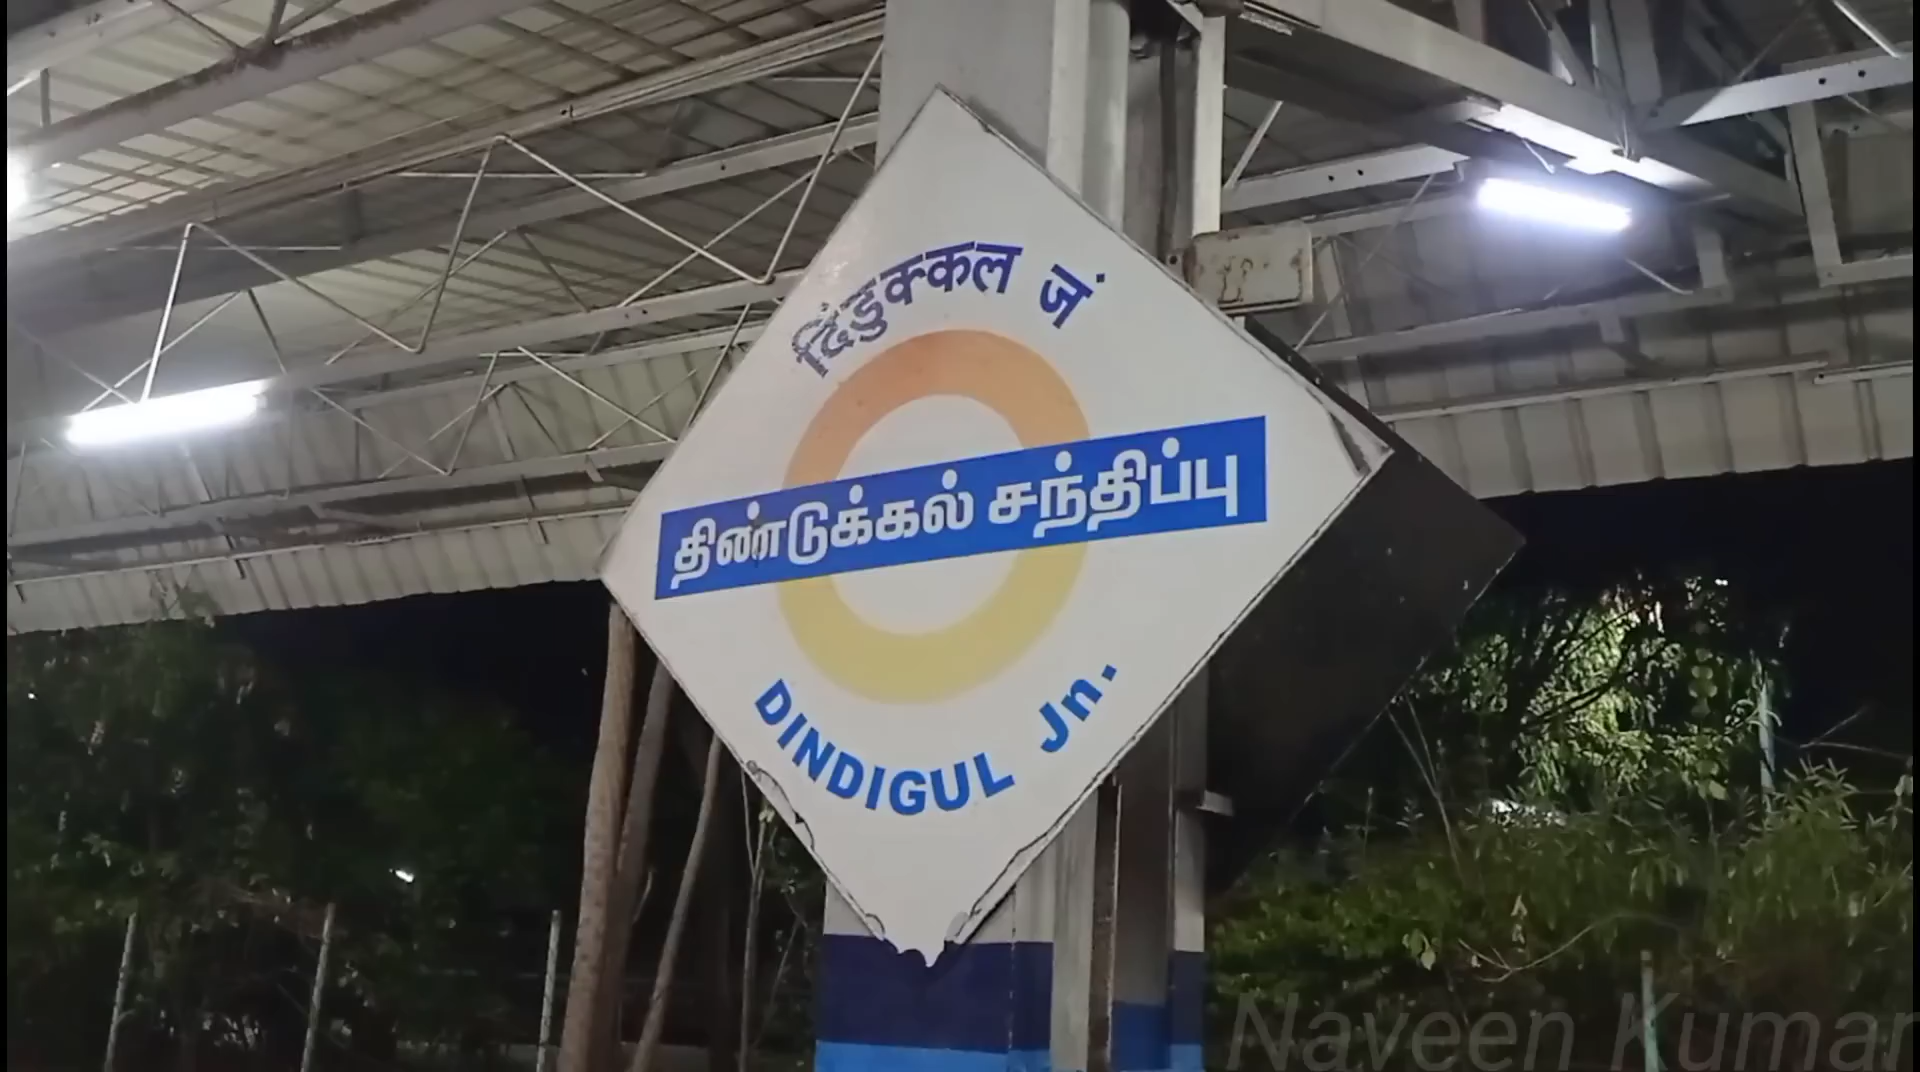 दिंडुक्कल जं
திண்டுக்கல் சந்திப்பு
DINDIGUL Jn.
Naveen Kumar